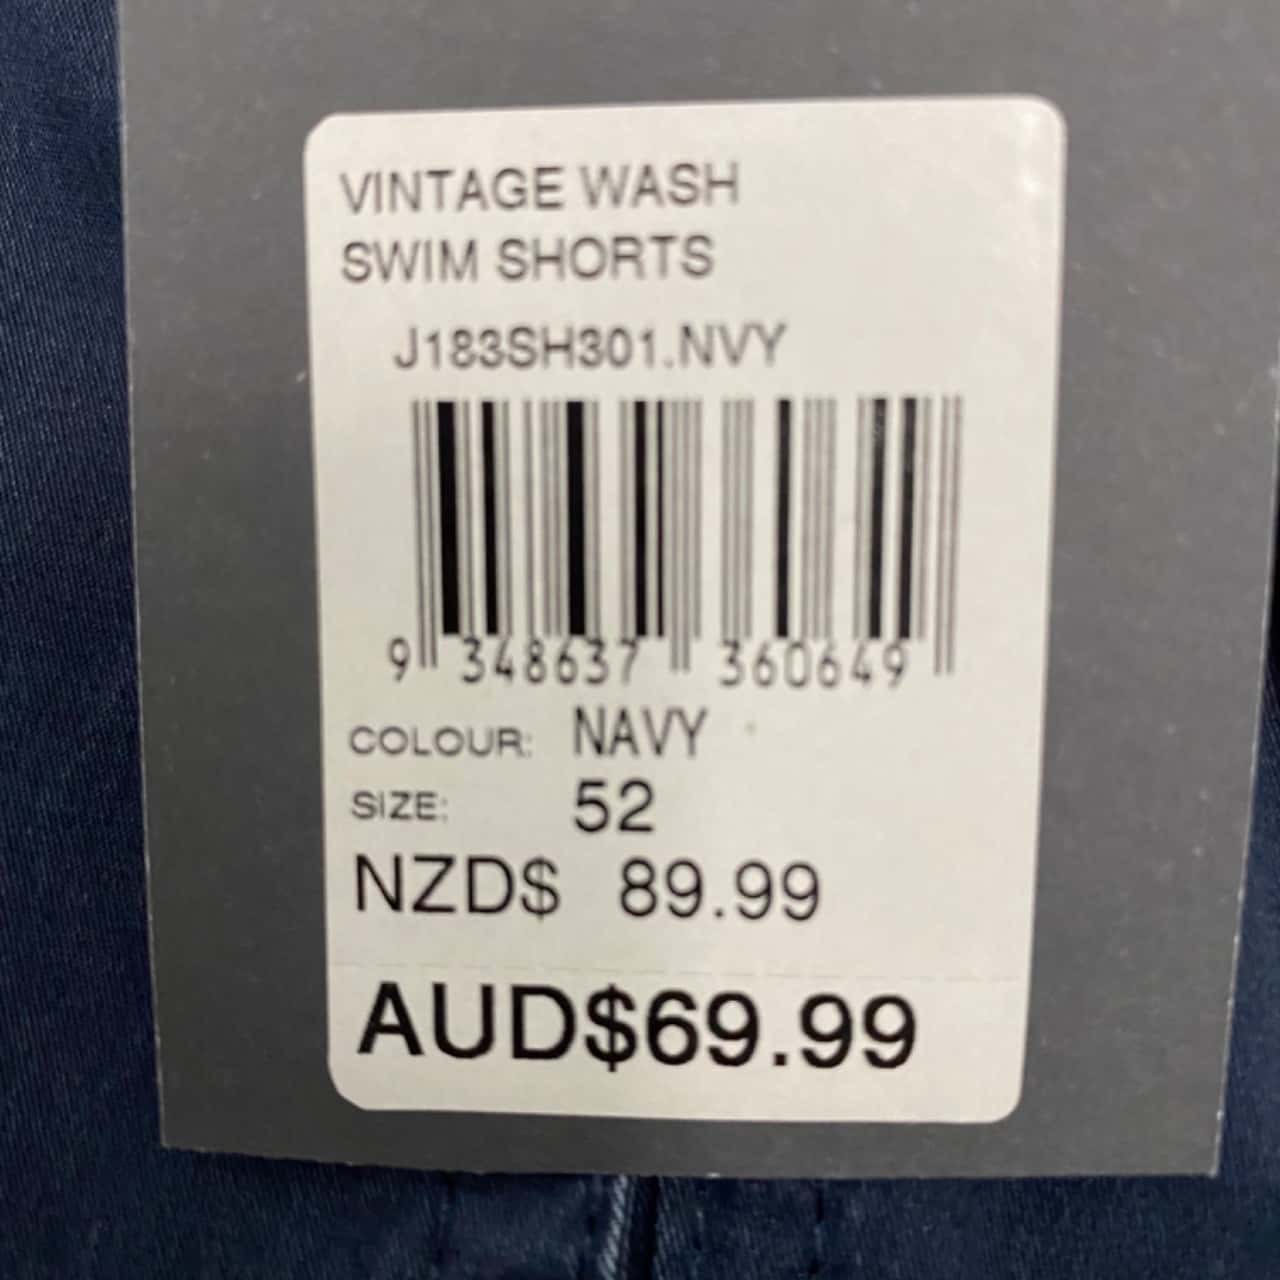 VINTAGE WASH
SWIM SHORTS
J183SH301.NVY
9 348637 360649
COLOUR: NAVY
SIZE: 52
NZD$ 89.99
AUD$69.99